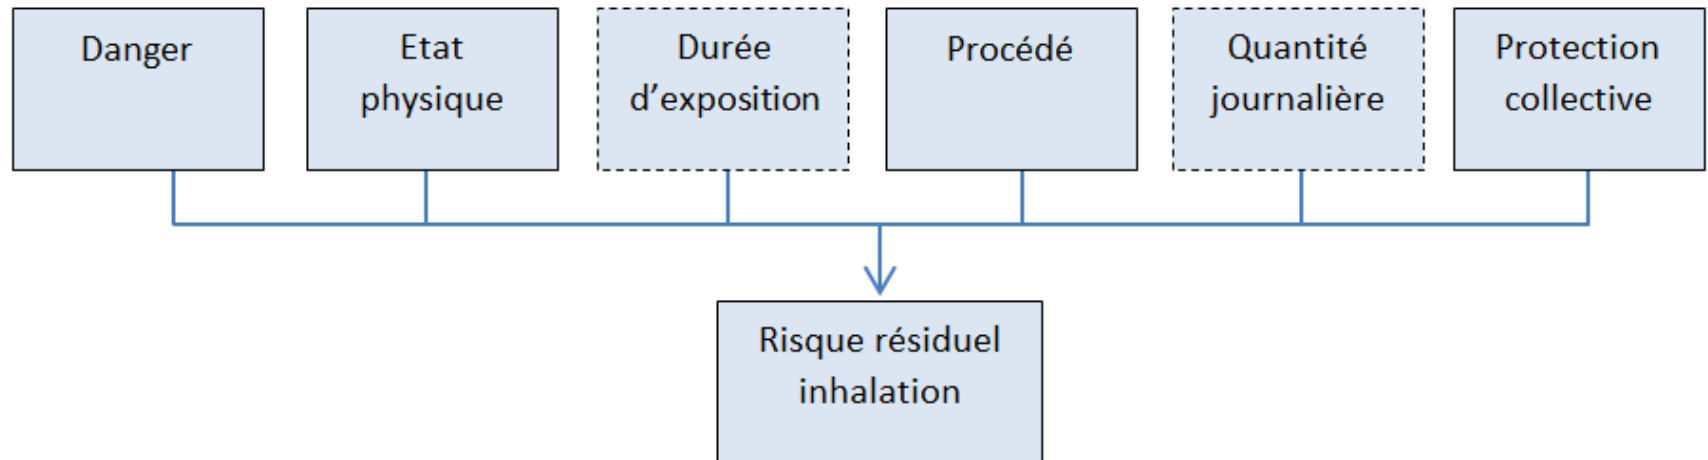 Danger
Etat
physique
Durée
d’exposition
Procédé
Quantité
journalière
Protection
collective
Risque résiduel
inhalation